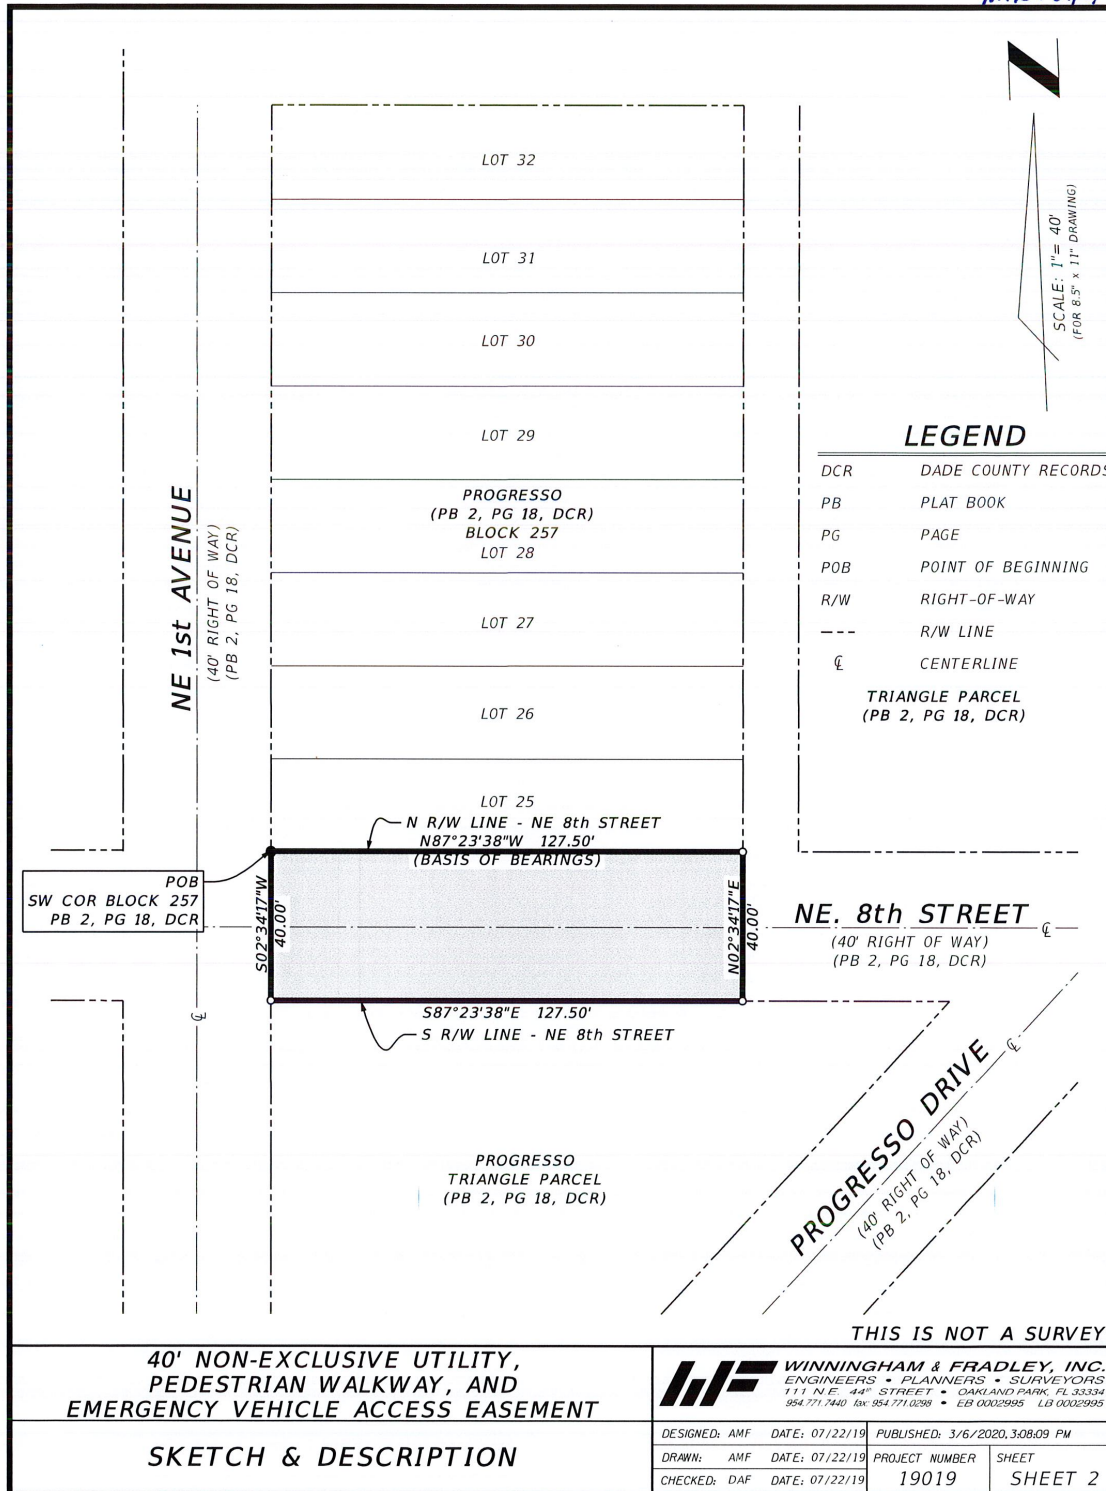 N
SCALE: 1"= 40'
(FOR 8.5" x 11" DRAWING)
LOT 32
LOT 31
LOT 30
LOT 29
PROGRESSO
(PB 2, PG 18, DCR)
BLOCK 257
LOT 28
LOT 27
LOT 26
LOT 25
NE 1st AVENUE
(40' RIGHT OF WAY)
(PB 2, PG 18, DCR)
LEGEND
DCR DADE COUNTY RECORDS
PB PLAT BOOK
PG PAGE
POB POINT OF BEGINNING
R/W RIGHT-OF-WAY
--- R/W LINE
℄ CENTERLINE
TRIANGLE PARCEL
(PB 2, PG 18, DCR)
N R/W LINE - NE 8th STREET
N87°23'38"W 127.50'
(BASIS OF BEARINGS)
POB
SW COR BLOCK 257
PB 2, PG 18, DCR
S02°34'17"W
40.00'
N02°34'17"E
40.00'
NE. 8th STREET
℄
(40' RIGHT OF WAY)
(PB 2, PG 18, DCR)
℄
S87°23'38"E 127.50'
S R/W LINE - NE 8th STREET
℄
PROGRESSO DRIVE
(40' RIGHT OF WAY)
(PB 2, PG 18, DCR)
PROGRESSO
TRIANGLE PARCEL
(PB 2, PG 18, DCR)
THIS IS NOT A SURVEY
40' NON-EXCLUSIVE UTILITY,
PEDESTRIAN WALKWAY, AND
EMERGENCY VEHICLE ACCESS EASEMENT
SKETCH & DESCRIPTION
WF
WINNINGHAM & FRADLEY, INC.
ENGINEERS • PLANNERS • SURVEYORS
111 N.E. 44th STREET • OAKLAND PARK, FL 33334
954.771.7440 fax: 954.771.0298 • EB 0002995 LB 0002995
DESIGNED: AMF DATE: 07/22/19 PUBLISHED: 3/6/2020, 3:08:09 PM
DRAWN: AMF DATE: 07/22/19 PROJECT NUMBER SHEET
CHECKED: DAF DATE: 07/22/19 19019 SHEET 2